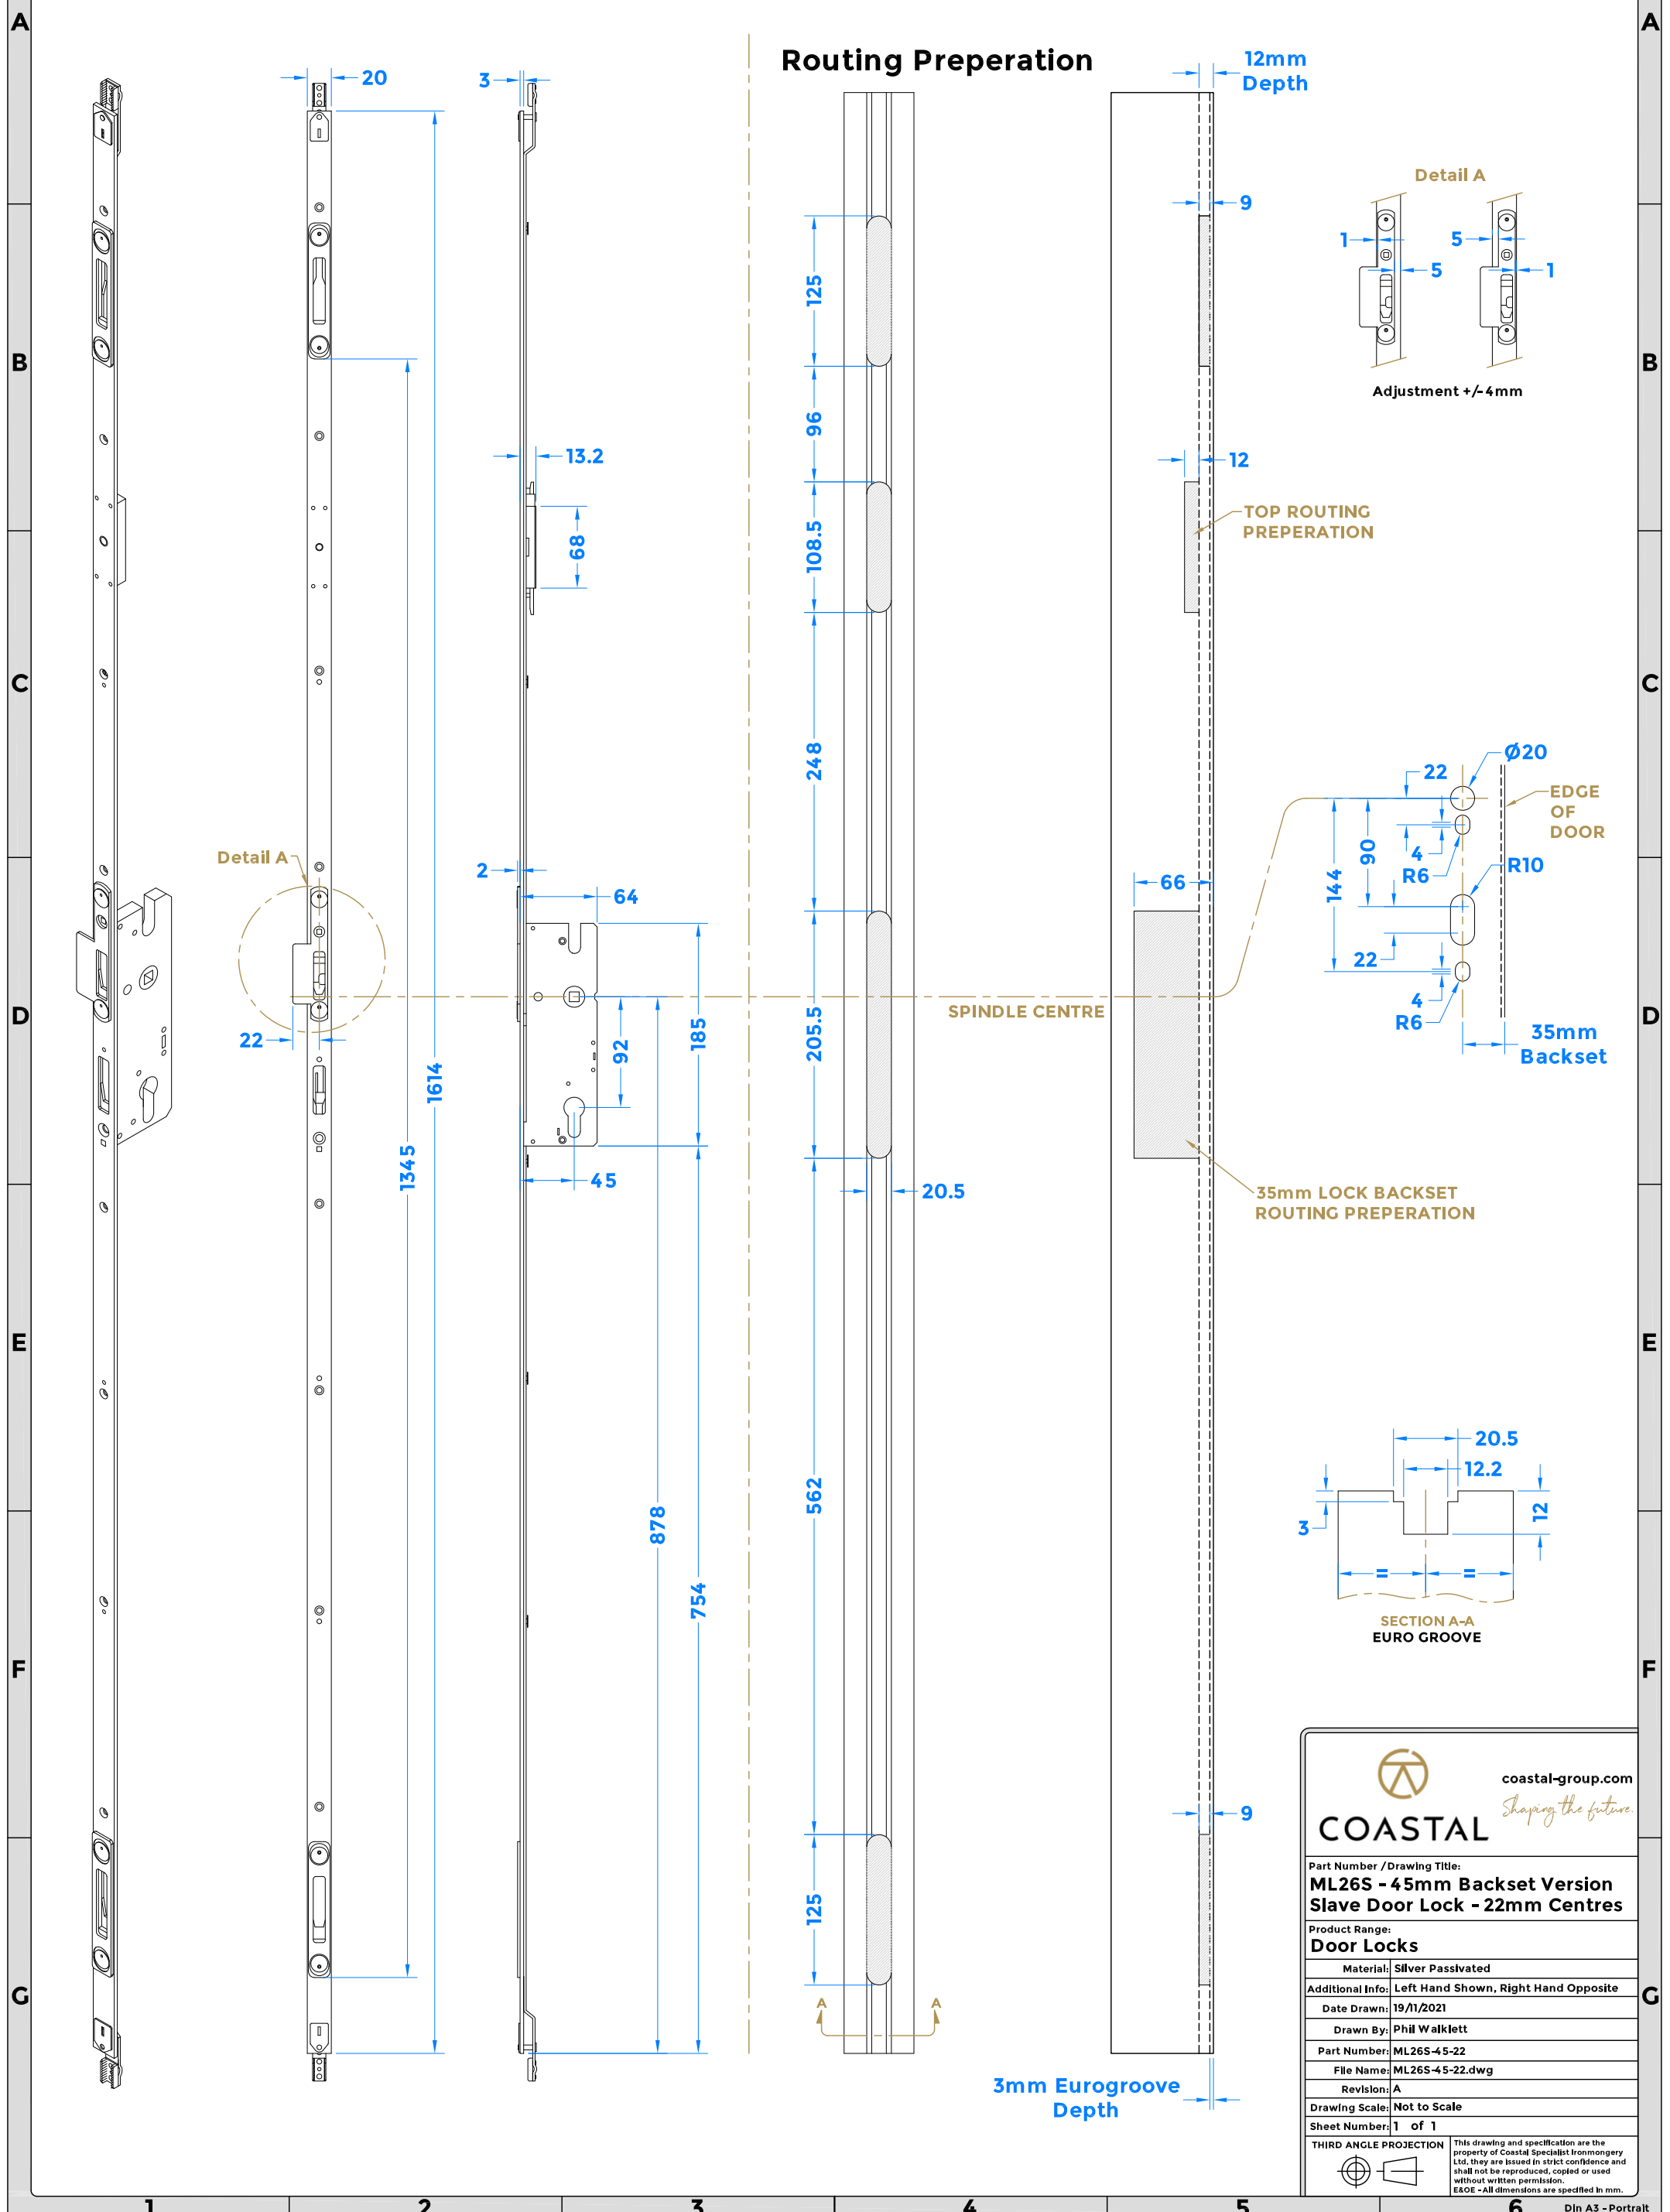 A
A
Routing Preperation
12mm
Depth
20
3
Detail A
9
1
5
5
1
125
B
B
Adjustment +/-4mm
96
13.2
12
TOP ROUTING
PREPERATION
108.5
68
C
C
248
Ø20
22
EDGE
OF
DOOR
4
90
R6
R10
144
22
4
R6
35mm
Backset
Detail A
2
64
66
D
D
SPINDLE CENTRE
22
185
92
205.5
1614
1345
45
20.5
35mm LOCK BACKSET
ROUTING PREPERATION
E
E
20.5
12.2
12
3
=
=
SECTION A-A
EURO GROOVE
562
878
754
F
F
9
125
G
G
A
A
3mm Eurogroove
Depth
COASTAL
coastal-group.com
Shaping the future.
Part Number / Drawing Title:
ML26S - 45mm Backset Version
Slave Door Lock - 22mm Centres
Product Range:
Door Locks
Material: Silver Passivated
Additional Info: Left Hand Shown, Right Hand Opposite
Date Drawn: 19/11/2021
Drawn By: Phil Walklett
Part Number: ML26S-45-22
File Name: ML26S-45-22.dwg
Revision: A
Drawing Scale: Not to Scale
Sheet Number: 1 of 1
THIRD ANGLE PROJECTION
This drawing and specification are the
property of Coastal Specialist Ironmongery
Ltd, they are issued in strict confidence and
shall not be reproduced, copied or used
without written permission.
E&OE - All dimensions are specified in mm.
1
2
3
4
5
6
Din A3 - Portrait